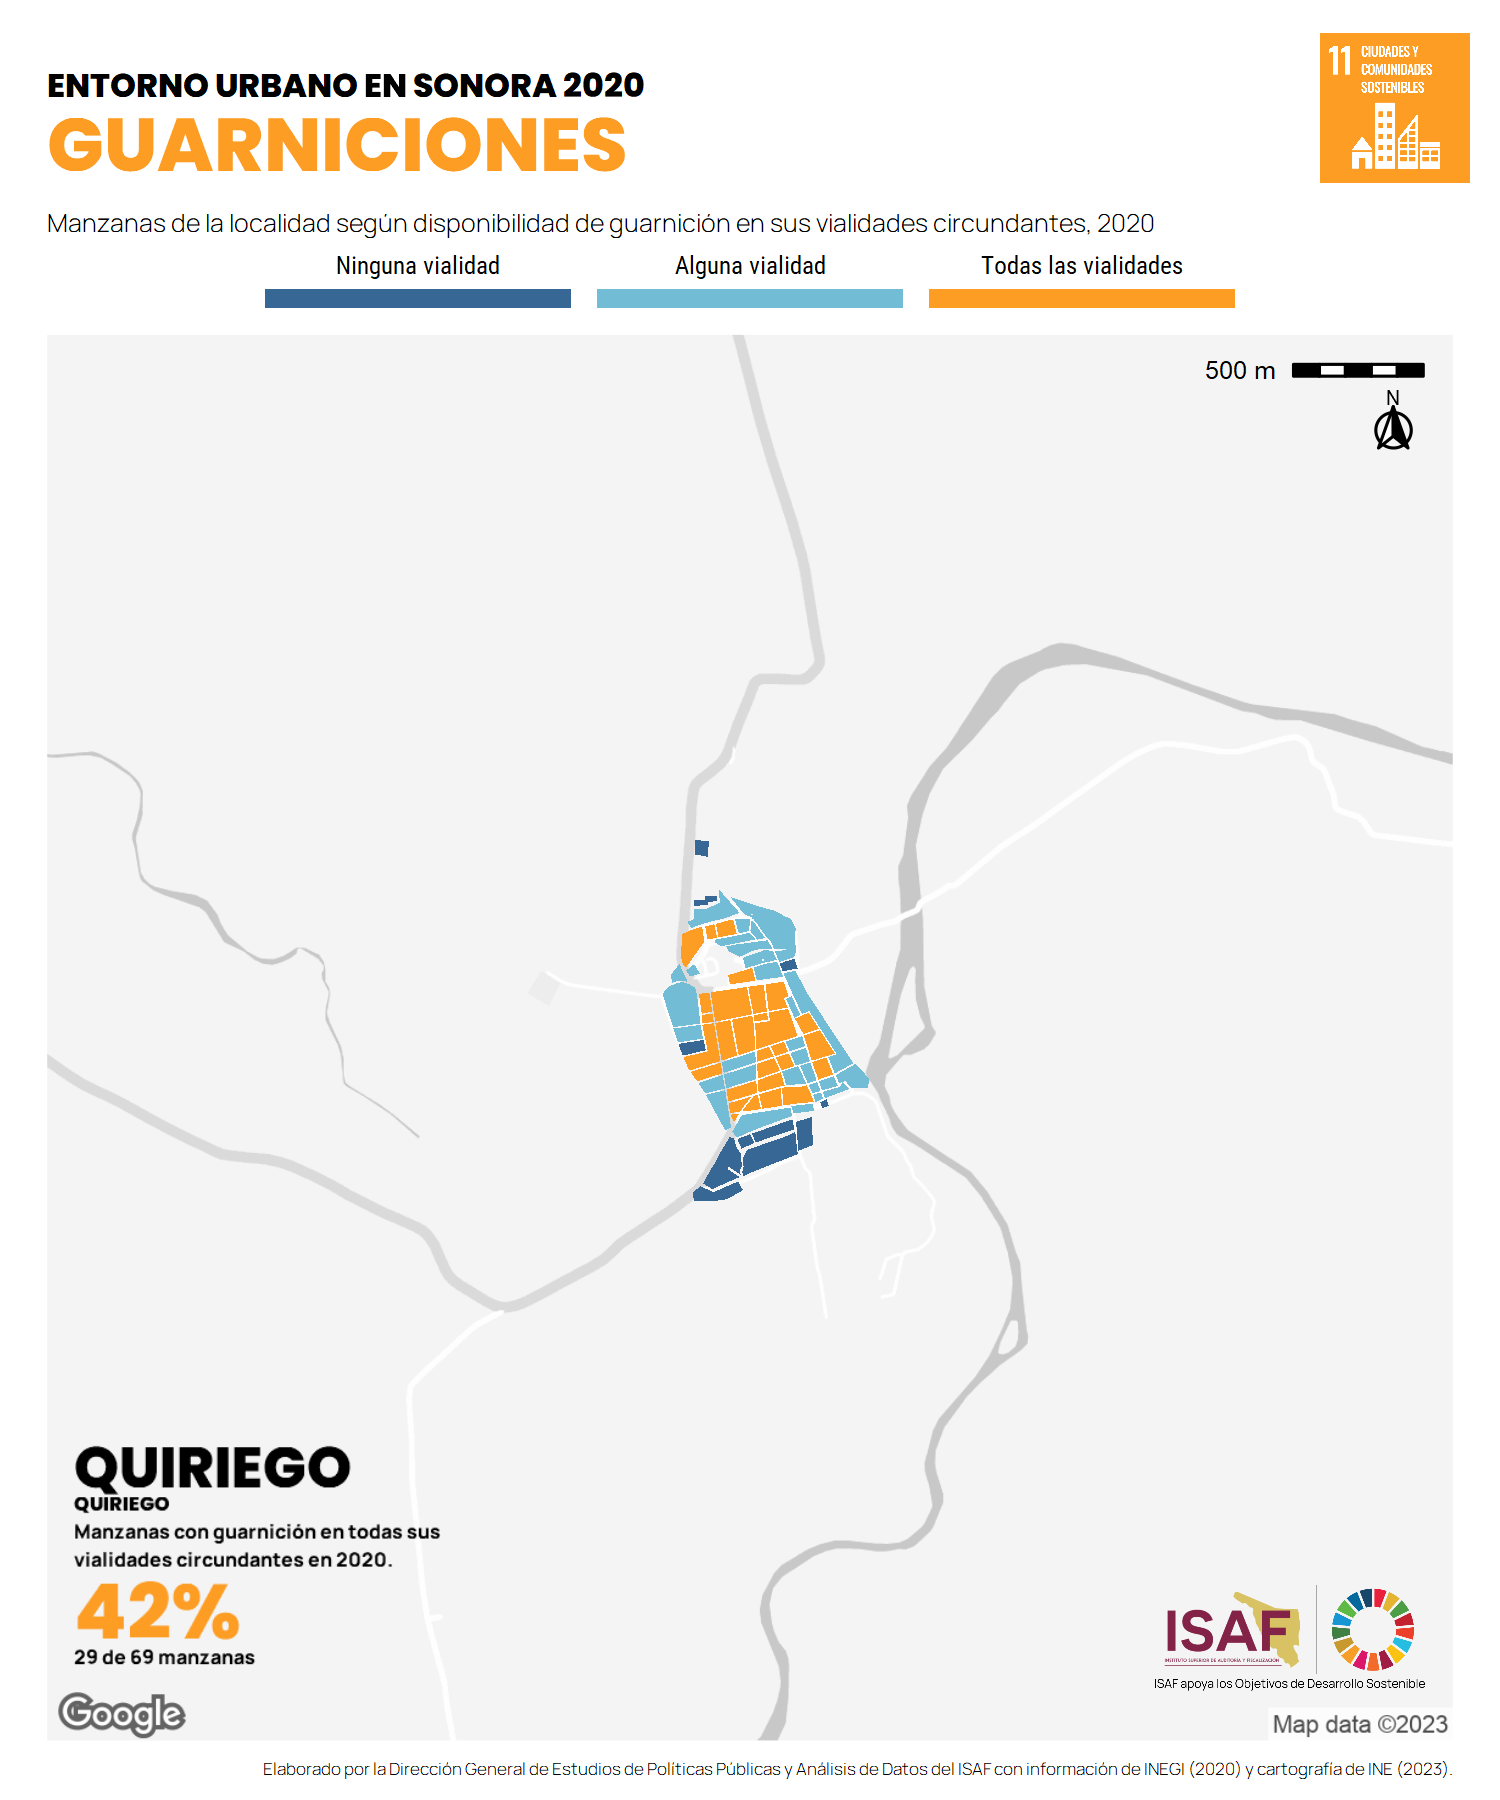 ENTORNO URBANO EN SONORA 2020
GUARNICIONES
11 CIUDADES Y
COMUNIDADES
SOSTENIBLES
Manzanas de la localidad según disponibilidad de guarnición en sus vialidades circundantes, 2020
Ninguna vialidad Alguna vialidad Todas las vialidades
500 m
N
QUIRIEGO
QUIRIEGO
Manzanas con guarnición en todas sus
vialidades circundantes en 2020.
42%
29 de 69 manzanas
Google
ISAF
INSTITUTO SUPERIOR DE AUDITORÍA Y FISCALIZACIÓN
ISAF apoya los Objetivos de Desarrollo Sostenible
Map data ©2023
Elaborado por la Dirección General de Estudios de Políticas Públicas y Análisis de Datos del ISAF con información de INEGI (2020) y cartografía de INE (2023).